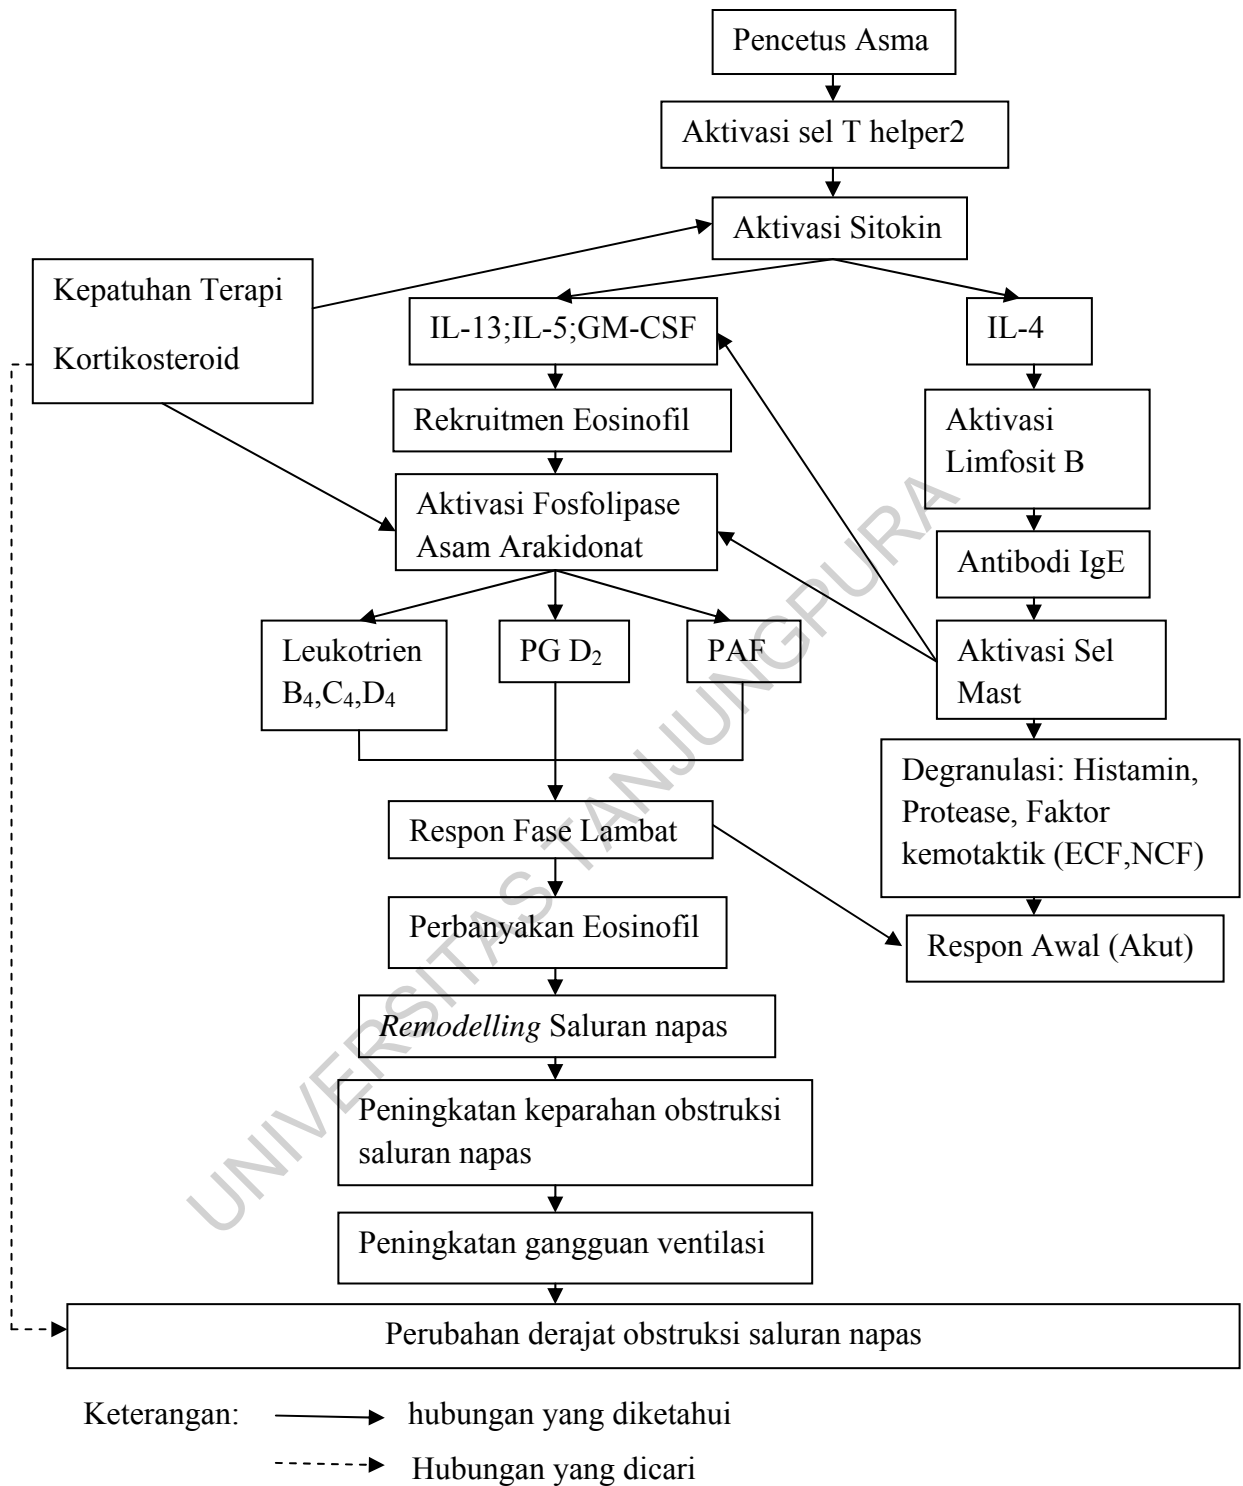 Pencetus Asma
Aktivasi sel T helper2
Aktivasi Sitokin
Kepatuhan Terapi
Kortikosteroid
IL-13;IL-5;GM-CSF
IL-4
Rekruitmen Eosinofil
Aktivasi
Limfosit B
Aktivasi Fosfolipase
Asam Arakidonat
Antibodi IgE
Leukotrien
B₄,C₄,D₄
PG D₂
PAF
Aktivasi Sel
Mast
Degranulasi: Histamin,
Protease, Faktor
kemotaktik (ECF,NCF)
Respon Fase Lambat
Perbanyakan Eosinofil
Respon Awal (Akut)
Remodelling Saluran napas
Peningkatan keparahan obstruksi
saluran napas
Peningkatan gangguan ventilasi
Perubahan derajat obstruksi saluran napas
Keterangan: hubungan yang diketahui
Hubungan yang dicari
UNIVERSITAS TANJUNGPURA